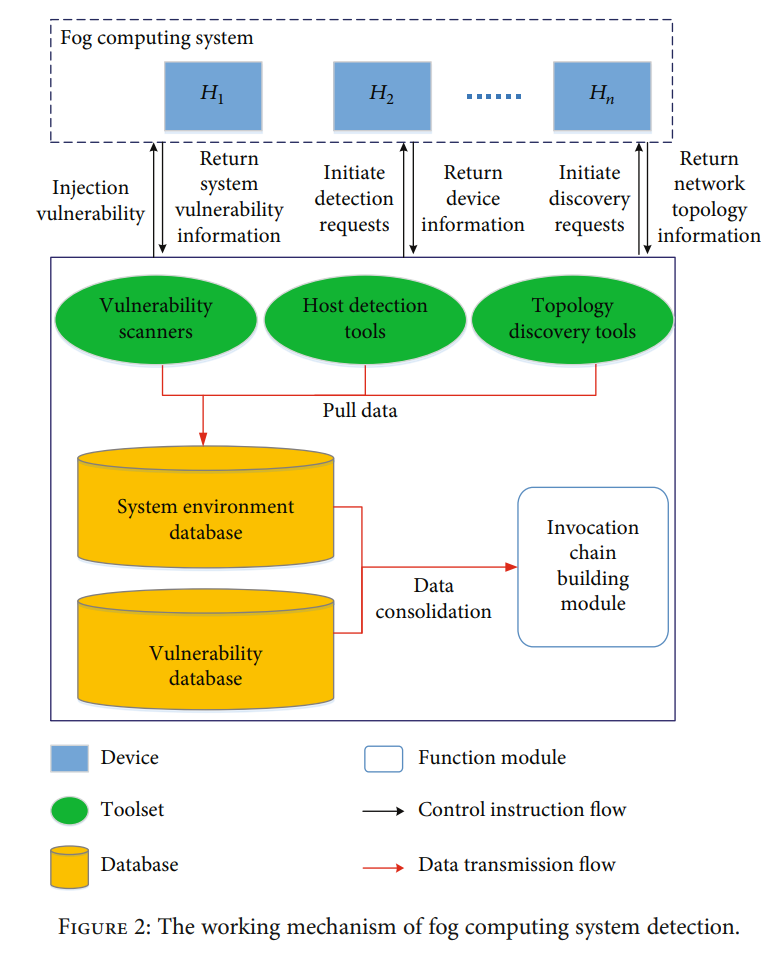 Fog computing system
H1
H2
Hn
Injection
vulnerability
Return
system
vulnerability
information
Initiate
detection
requests
Return
device
information
Initiate
discovery
requests
Return
network
topology
information
Vulnerability
scanners
Host detection
tools
Topology
discovery tools
Pull data
System environment
database
Vulnerability
database
Data
consolidation
Invocation
chain
building
module
Device
Function module
Toolset
Control instruction flow
Database
Data transmission flow
FIGURE 2: The working mechanism of fog computing system detection.